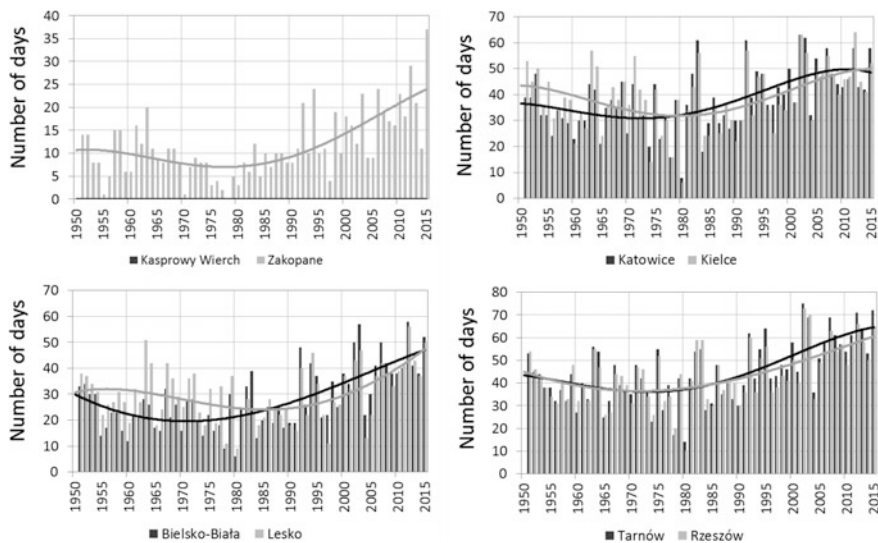 Number of days
40
35
30
25
20
15
10
5
0
1950 1955 1960 1965 1970 1975 1980 1985 1990 1995 2000 2005 2010 2015
Kasprowy Wierch Zakopane
Number of days
70
60
50
40
30
20
10
0
1950 1955 1960 1965 1970 1975 1980 1985 1990 1995 2000 2005 2010 2015
Katowice Kielce
Number of days
70
60
50
40
30
20
10
0
1950 1955 1960 1965 1970 1975 1980 1985 1990 1995 2000 2005 2010 2015
Bielsko-Biała Lesko
Number of days
80
70
60
50
40
30
20
10
0
1950 1955 1960 1965 1970 1975 1980 1985 1990 1995 2000 2005 2010 2015
Tarnów Rzeszów